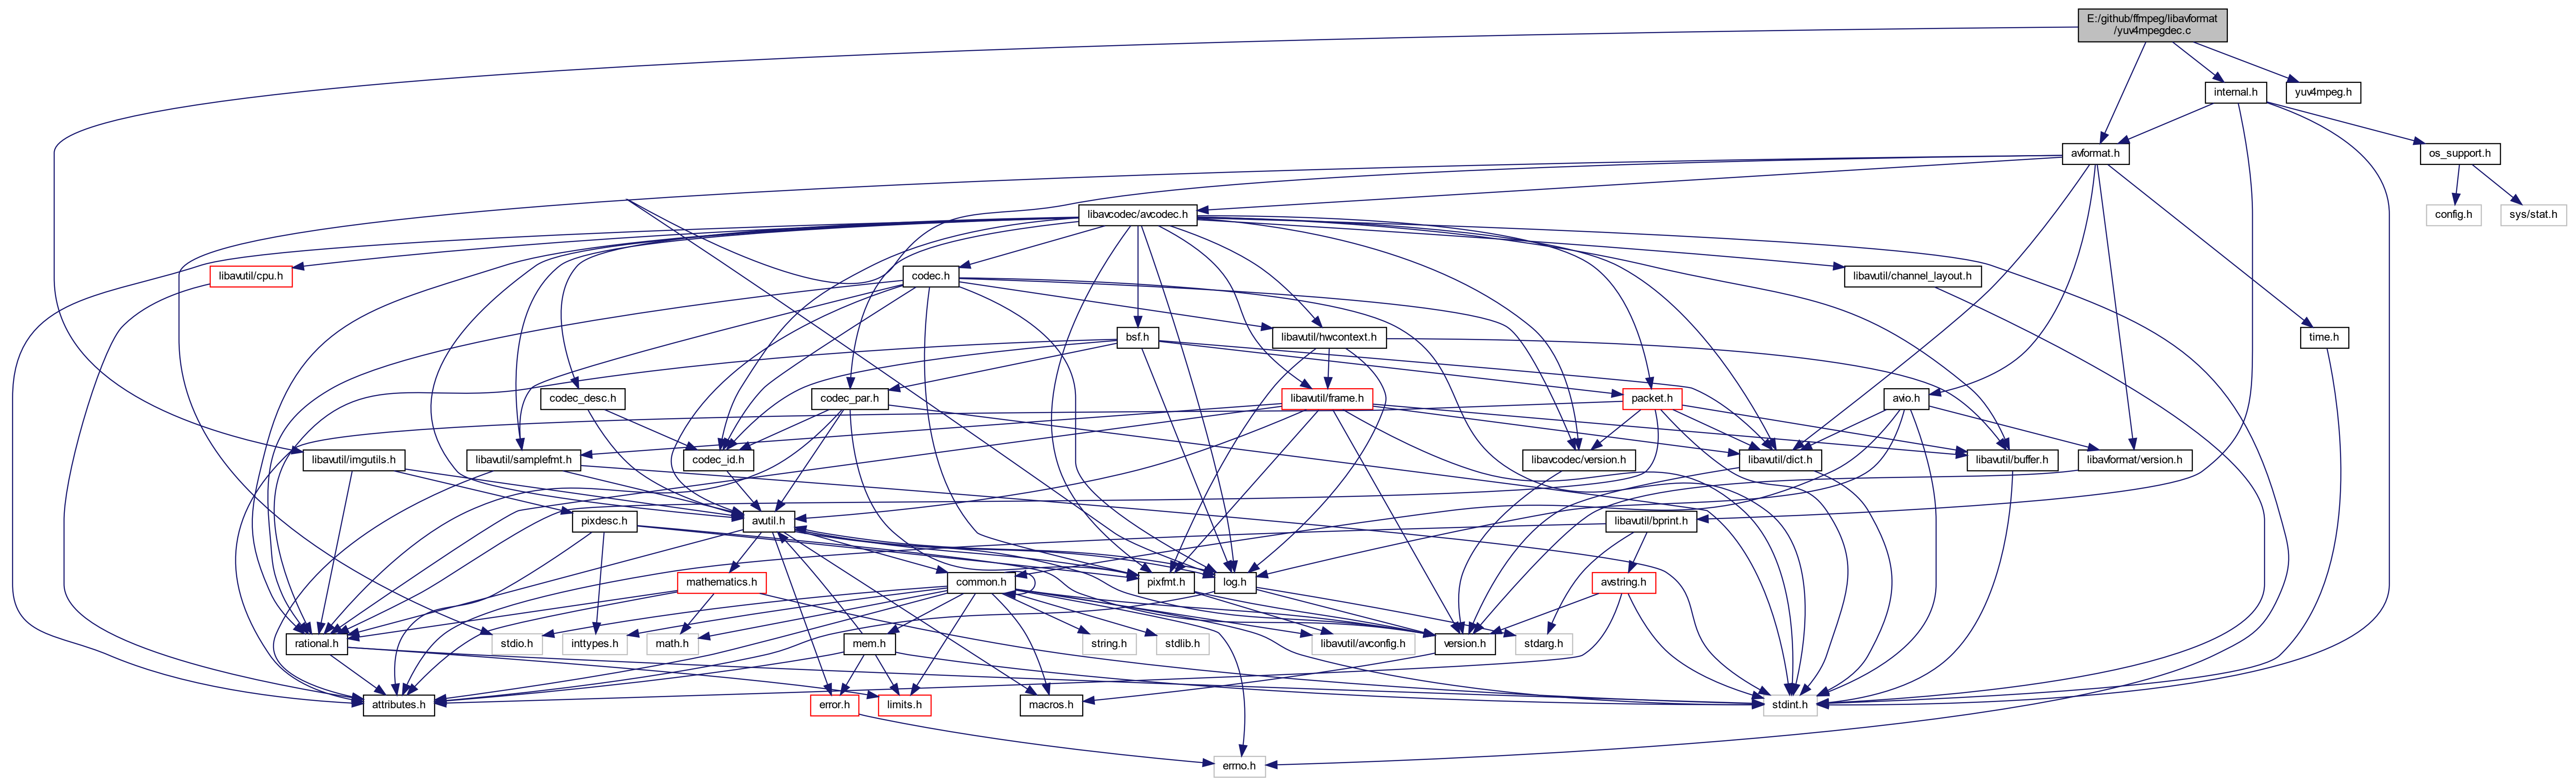 E:/github/ffmpeg/libavformat
/yuv4mpegdec.c
internal.h
yuv4mpeg.h
avformat.h
os_support.h
libavcodec/avcodec.h
config.h
sys/stat.h
libavutil/cpu.h
codec.h
libavutil/channel_layout.h
bsf.h
libavutil/hwcontext.h
time.h
codec_desc.h
codec_par.h
libavutil/frame.h
packet.h
avio.h
libavutil/imgutils.h
libavutil/samplefmt.h
codec_id.h
libavcodec/version.h
libavutil/dict.h
libavutil/buffer.h
libavformat/version.h
pixdesc.h
avutil.h
libavutil/bprint.h
mathematics.h
common.h
pixfmt.h
log.h
avstring.h
rational.h
stdio.h
inttypes.h
math.h
mem.h
string.h
stdlib.h
libavutil/avconfig.h
version.h
stdarg.h
attributes.h
error.h
limits.h
macros.h
stdint.h
errno.h